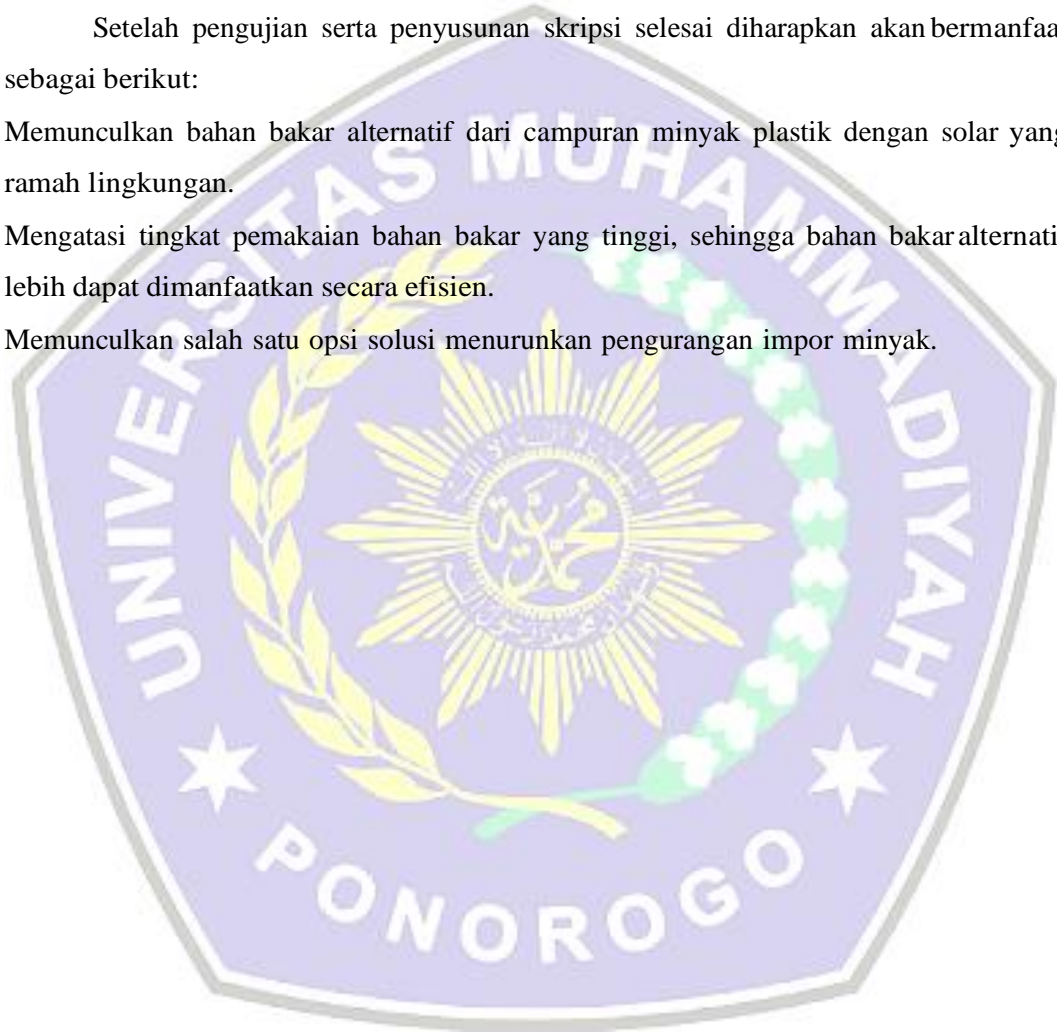 Setelah pengujian serta penyusunan skripsi selesai diharapkan akan bermanfaa
sebagai berikut:
Memunculkan bahan bakar alternatif dari campuran minyak plastik dengan solar yang
ramah lingkungan.
Mengatasi tingkat pemakaian bahan bakar yang tinggi, sehingga bahan bakar alternati
lebih dapat dimanfaatkan secara efisien.
Memunculkan salah satu opsi solusi menurunkan pengurangan impor minyak.
UNIVERSITAS MUHAMMADIYAH
PONOROGO